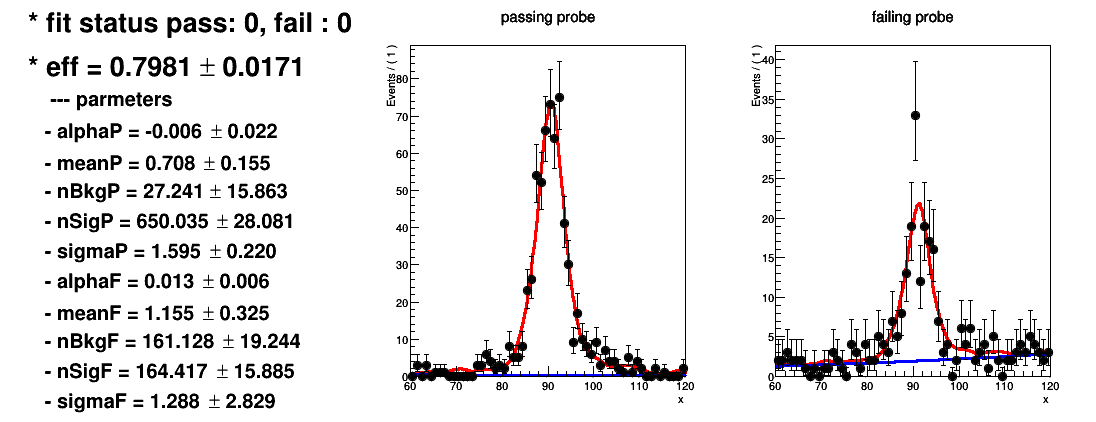 * fit status pass: 0, fail : 0
* eff = 0.7981 ± 0.0171
--- parmeters
- alphaP = -0.006 ± 0.022
- meanP = 0.708 ± 0.155
- nBkgP = 27.241 ± 15.863
- nSigP = 650.035 ± 28.081
- sigmaP = 1.595 ± 0.220
- alphaF = 0.013 ± 0.006
- meanF = 1.155 ± 0.325
- nBkgF = 161.128 ± 19.244
- nSigF = 164.417 ± 15.885
- sigmaF = 1.288 ± 2.829
passing probe
Events / ( 1 )
80
70
60
50
40
30
20
10
0
60 70 80 90 100 110 120
x
failing probe
Events / ( 1 )
40
35
30
25
20
15
10
5
0
60 70 80 90 100 110 120
x